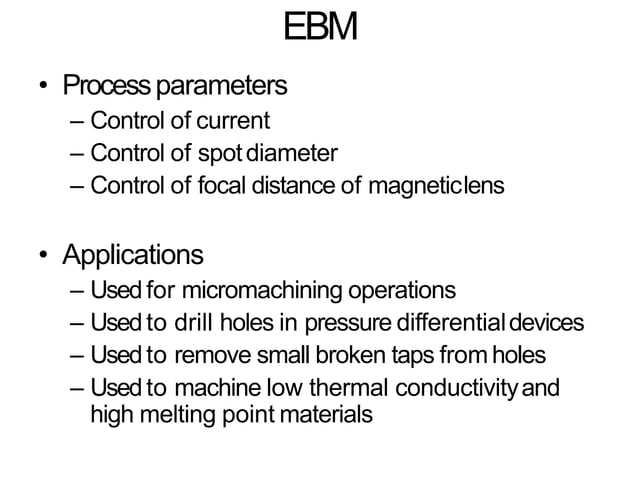 EBM
• Process parameters
– Control of current
– Control of spot diameter
– Control of focal distance of magnetic lens
• Applications
– Used for micromachining operations
– Used to drill holes in pressure differential devices
– Used to remove small broken taps from holes
– Used to machine low thermal conductivity and
high melting point materials